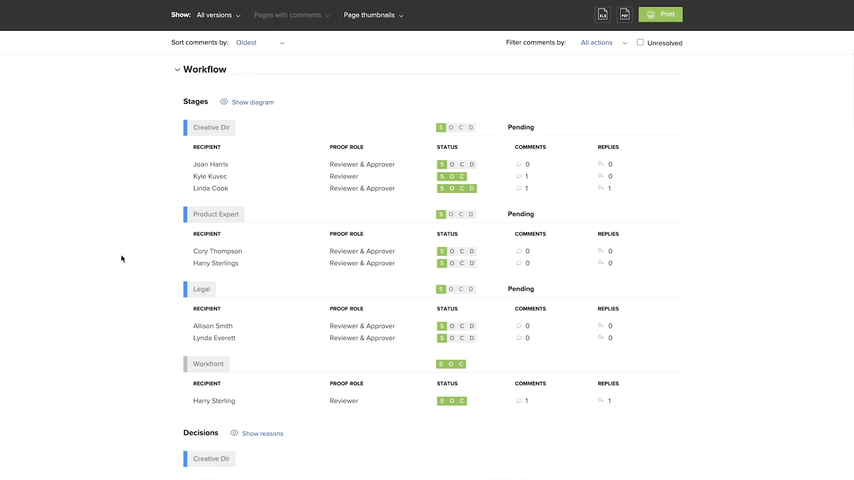 Show: All versions Pages with comments Page thumbnails XLS PDF Print
Sort comments by: Oldest Filter comments by: All actions Unresolved
Workflow
Stages Show diagram
Creative Dir S O C D Pending
RECIPIENT PROOF ROLE STATUS COMMENTS REPLIES
Joan Harris Reviewer & Approver S O C D 0 0
Kyle Kuvec Reviewer S O C 1 0
Linda Cook Reviewer & Approver S O C D 1 1
Product Expert S O C D Pending
RECIPIENT PROOF ROLE STATUS COMMENTS REPLIES
Cory Thompson Reviewer & Approver S O C D 0 0
Harry Sterlings Reviewer & Approver S O C D 0 0
Legal S O C D Pending
RECIPIENT PROOF ROLE STATUS COMMENTS REPLIES
Allison Smith Reviewer & Approver S O C D 0 0
Lynda Everett Reviewer & Approver S O C D 0 0
Workfront S O C
RECIPIENT PROOF ROLE STATUS COMMENTS REPLIES
Harry Sterling Reviewer S O C 1 1
Decisions Show reasons
Creative Dir